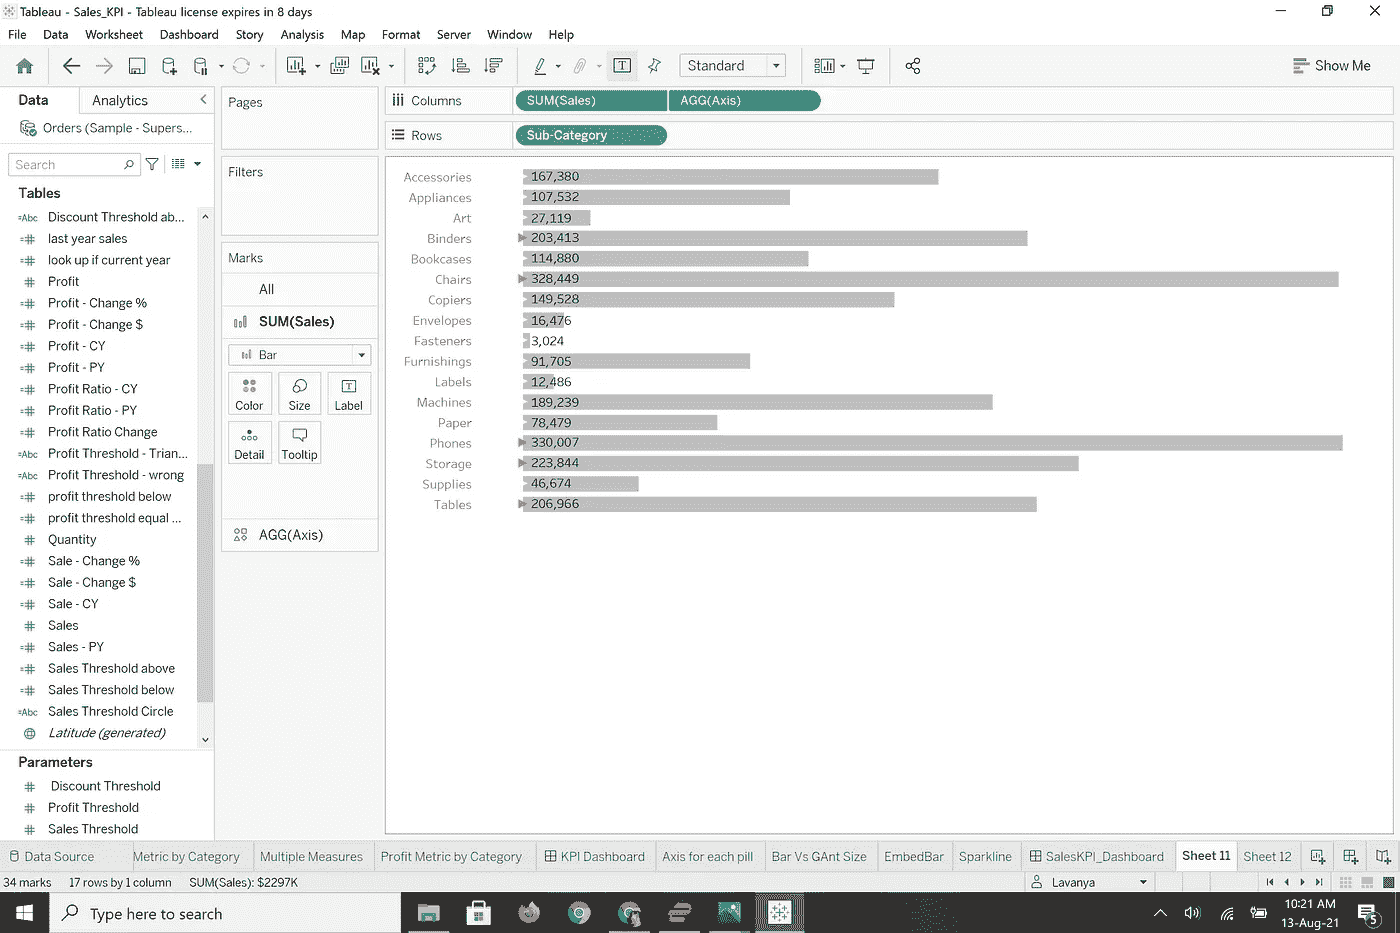 Tableau - Sales_KPI - Tableau license expires in 8 days
File Data Worksheet Dashboard Story Analysis Map Format Server Window Help
Standard
Show Me
Data Analytics
Orders (Sample - Supers...
Search
Tables
Discount Threshold ab...
last year sales
look up if current year
Profit
Profit - Change %
Profit - Change $
Profit - CY
Profit - PY
Profit Ratio - CY
Profit Ratio - PY
Profit Ratio Change
Profit Threshold - Trian...
Profit Threshold - wrong
profit threshold below
profit threshold equal ...
Quantity
Sale - Change %
Sale - Change $
Sale - CY
Sales
Sales - PY
Sales Threshold above
Sales Threshold below
Sales Threshold Circle
Latitude (generated)
Parameters
Discount Threshold
Profit Threshold
Sales Threshold
Pages
Filters
Marks
All
SUM(Sales)
Bar
Color Size Label
Detail Tooltip
AGG(Axis)
Columns SUM(Sales) AGG(Axis)
Rows Sub-Category
Accessories 167,380
Appliances 107,532
Art 27,119
Binders 203,413
Bookcases 114,880
Chairs 328,449
Copiers 149,528
Envelopes 16,476
Fasteners 3,024
Furnishings 91,705
Labels 12,486
Machines 189,239
Paper 78,479
Phones 330,007
Storage 223,844
Supplies 46,674
Tables 206,966
Data Source Metric by Category Multiple Measures Profit Metric by Category KPI Dashboard Axis for each pill Bar Vs GAnt Size EmbedBar Sparkline SalesKPI_Dashboard Sheet 11 Sheet 12
34 marks 17 rows by 1 column SUM(Sales): $2297K Lavanya
Type here to search
10:21 AM
13-Aug-21
5